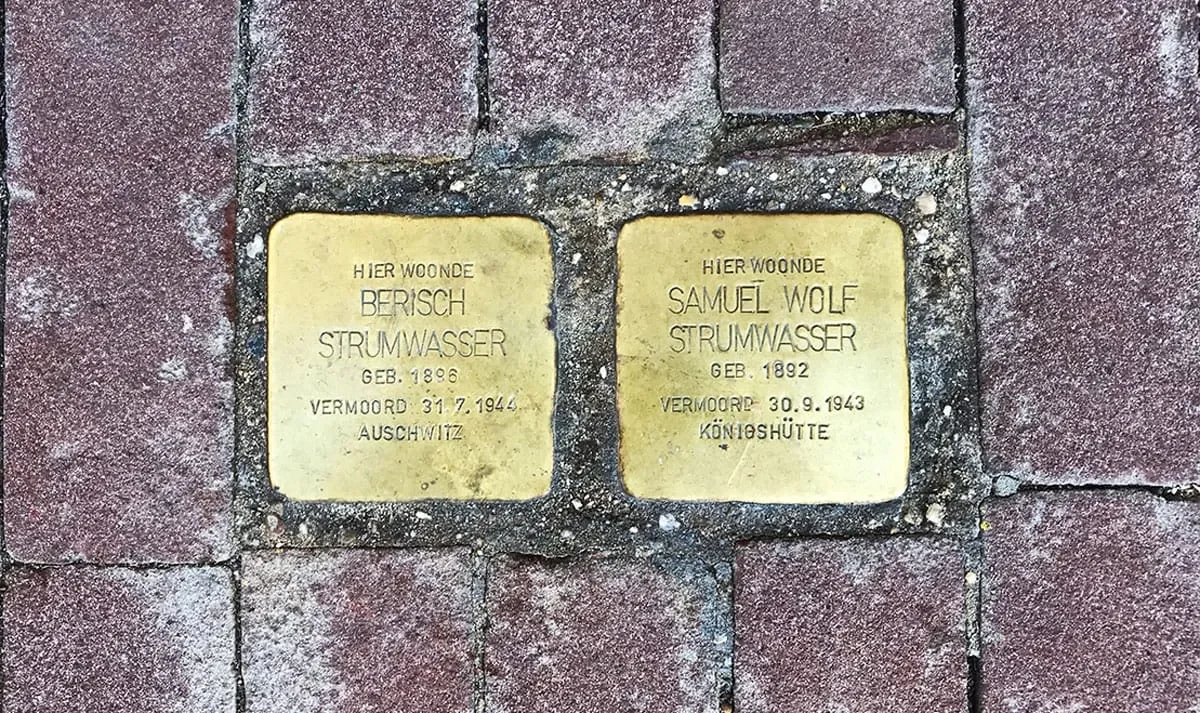 HIER WOONDE
BERISCH
STRUMWASSER
GEB. 1896
VERMOORD 31.7.1944
AUSCHWITZ
HIER WOONDE
SAMUEL WOLF
STRUMWASSER
GEB. 1892
VERMOORD 30.9.1943
KÖNIGSHÜTTE